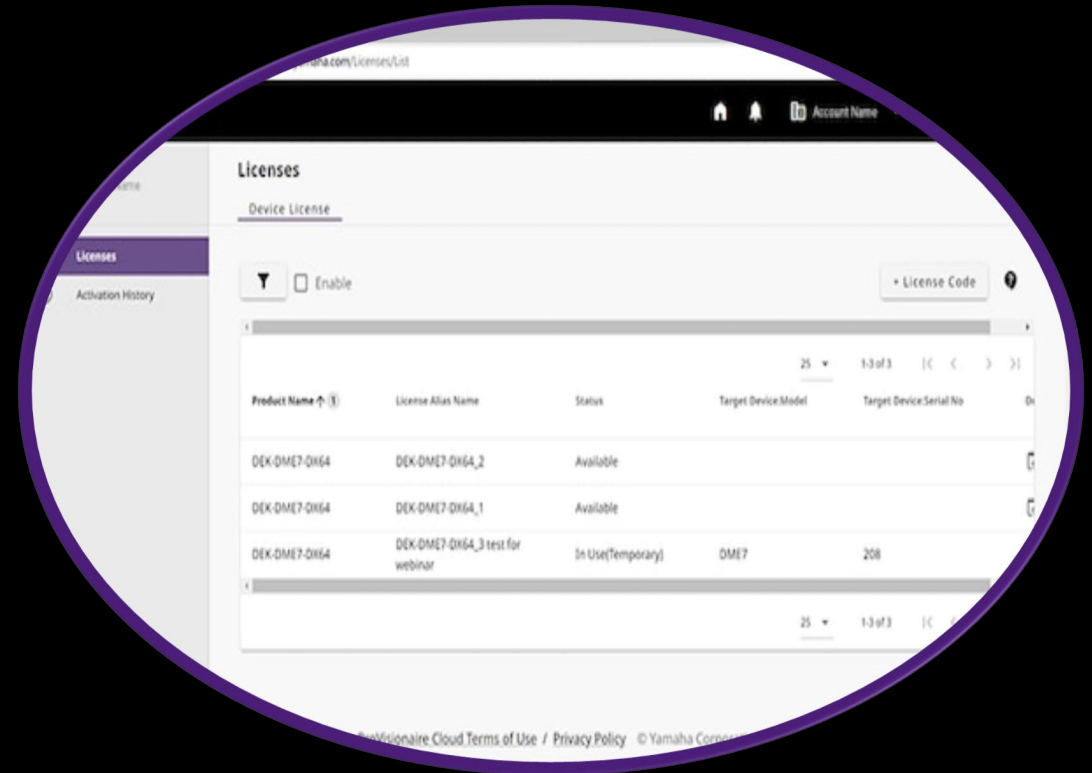 aha.com/Licenses/List
Account Name
Name
Licenses
Device License
Licenses
Activation History
Enable
+ License Code
25 1-3 of 3
Product Name ↑ 1 License Alias Name Status Target Device:Model Target Device:Serial No
DEK-DME7-DX64 DEK-DME7-DX64_2 Available
DEK-DME7-DX64 DEK-DME7-DX64_1 Available
DEK-DME7-DX64 DEK-DME7-DX64_3 test for webinar In Use(Temporary) DME7 208
25 1-3 of 3
ProVisionaire Cloud Terms of Use / Privacy Policy © Yamaha